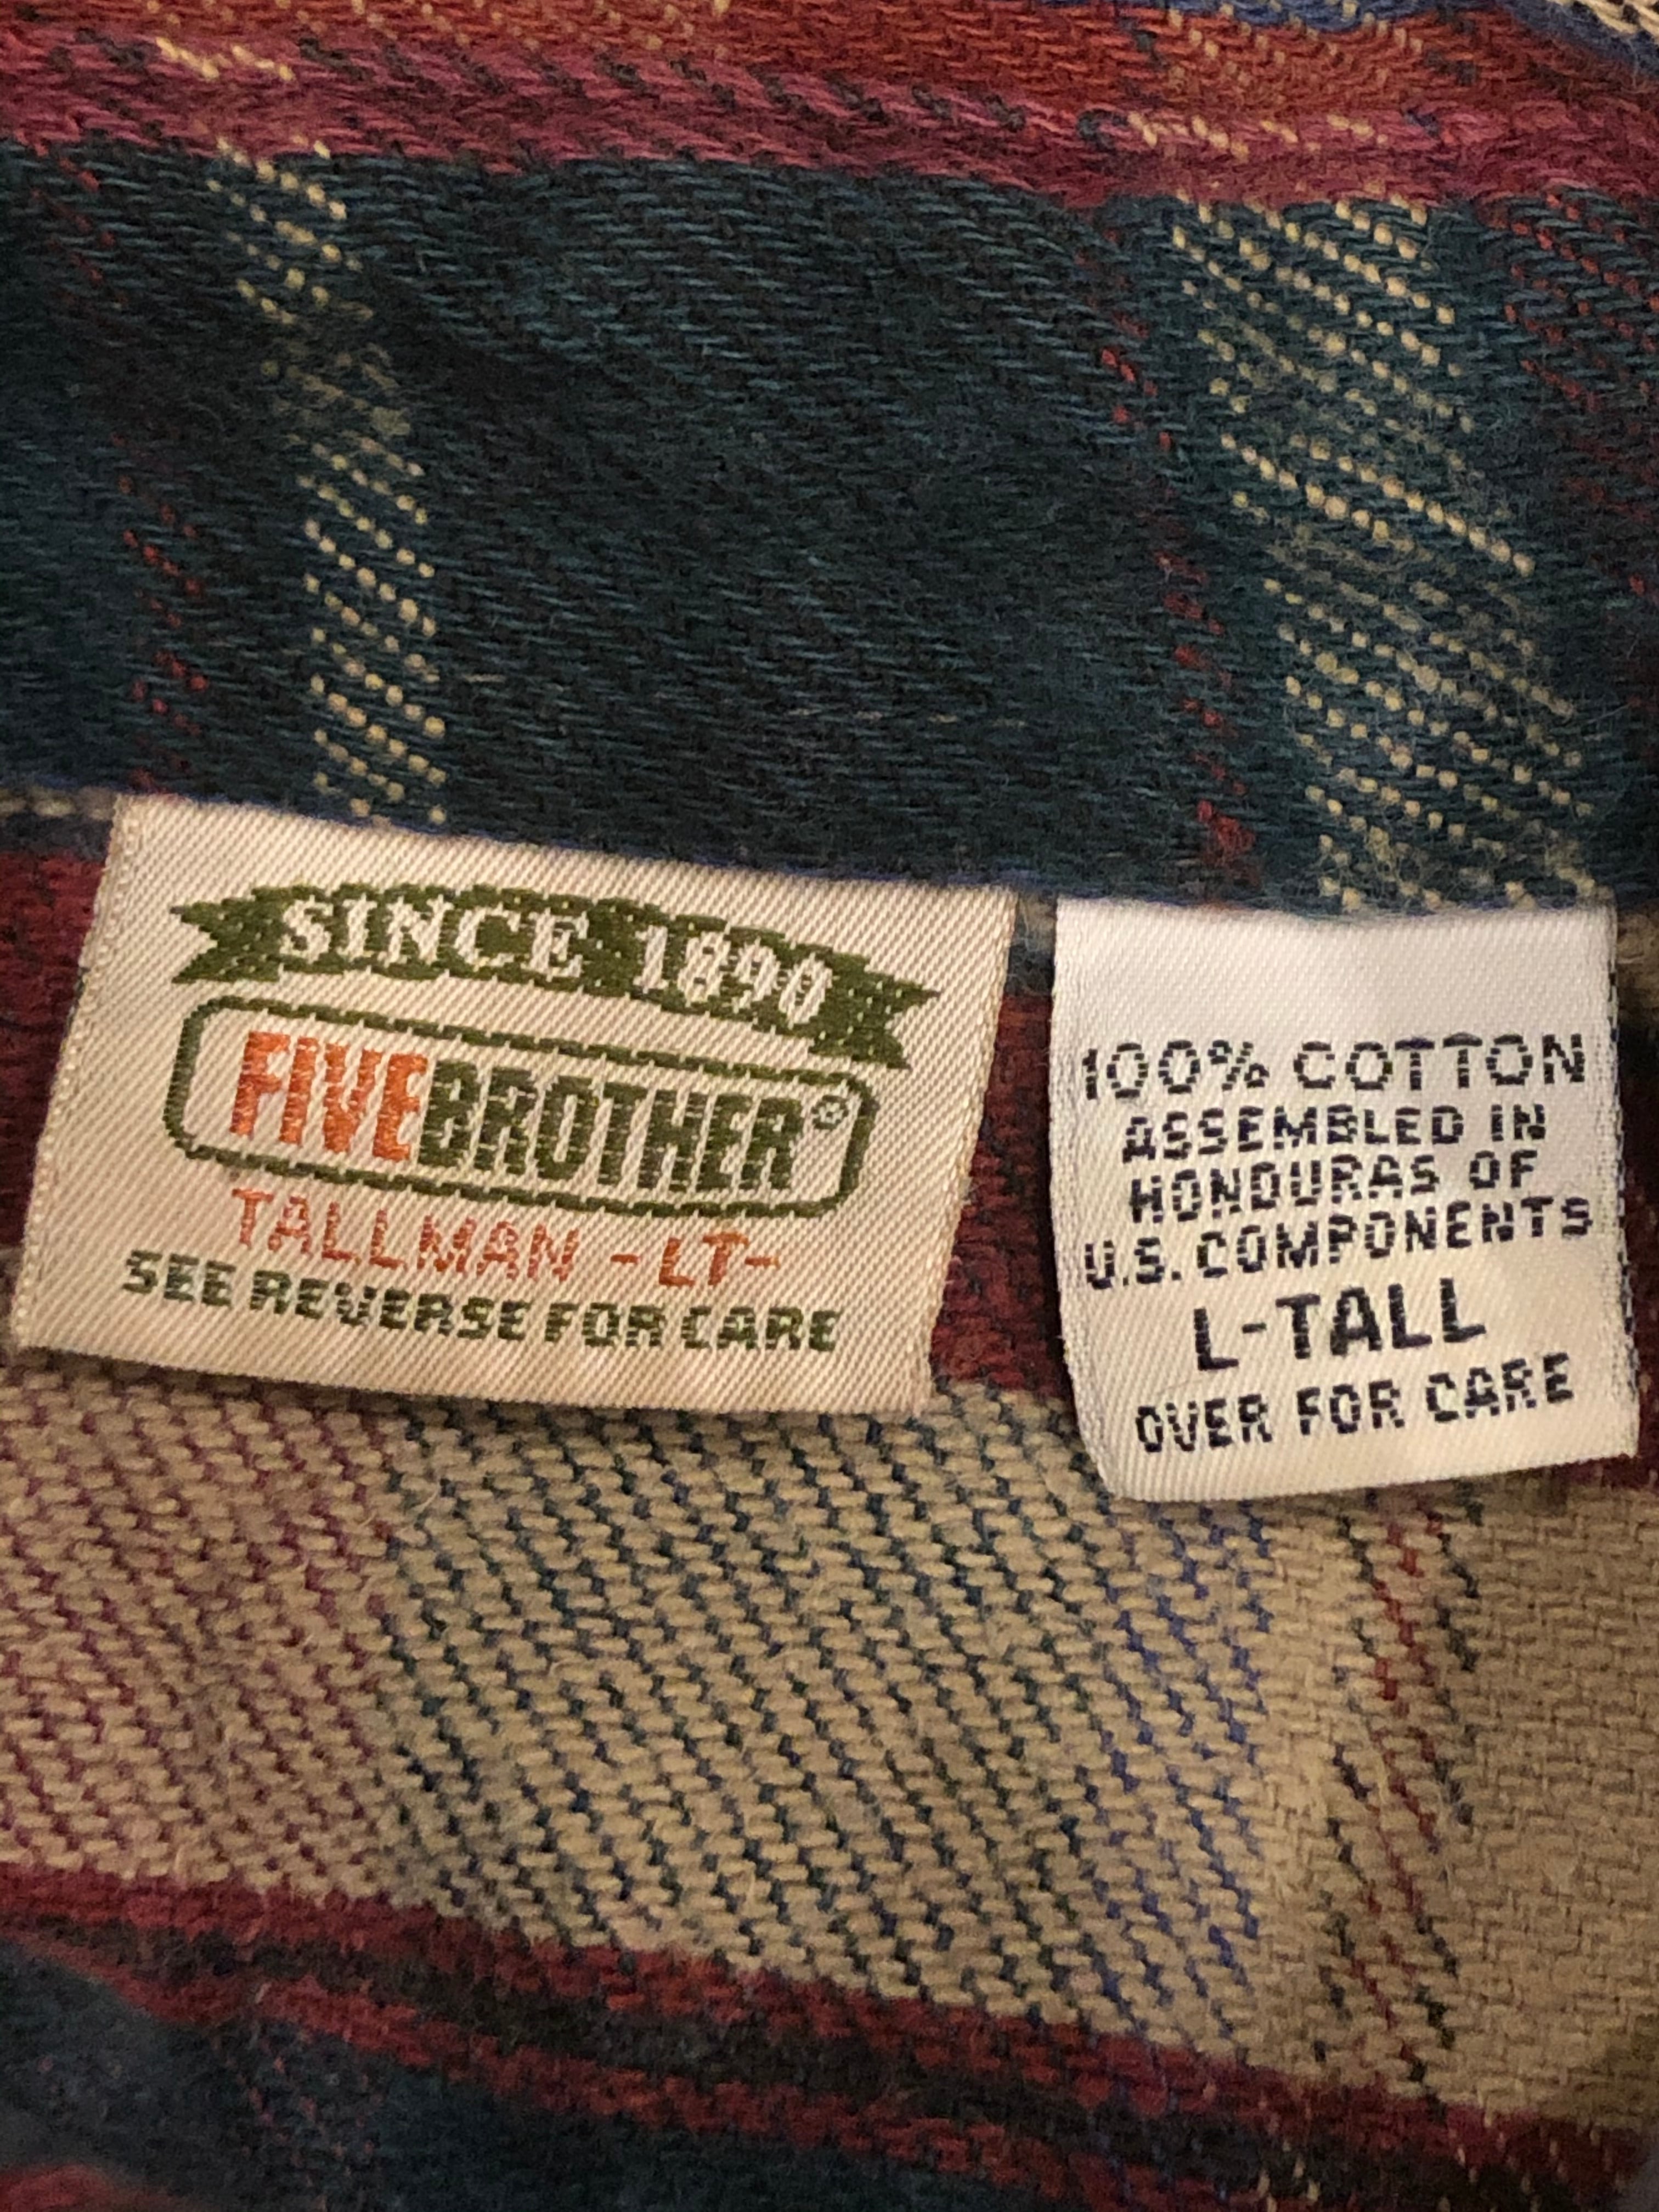 SINCE 1890
FIVEBROTHER®
TALLMAN - LT-
SEE REVERSE FOR CARE
100% COTTON
ASSEMBLED IN
HONDURAS OF
U.S. COMPONENTS
L-TALL
OVER FOR CARE